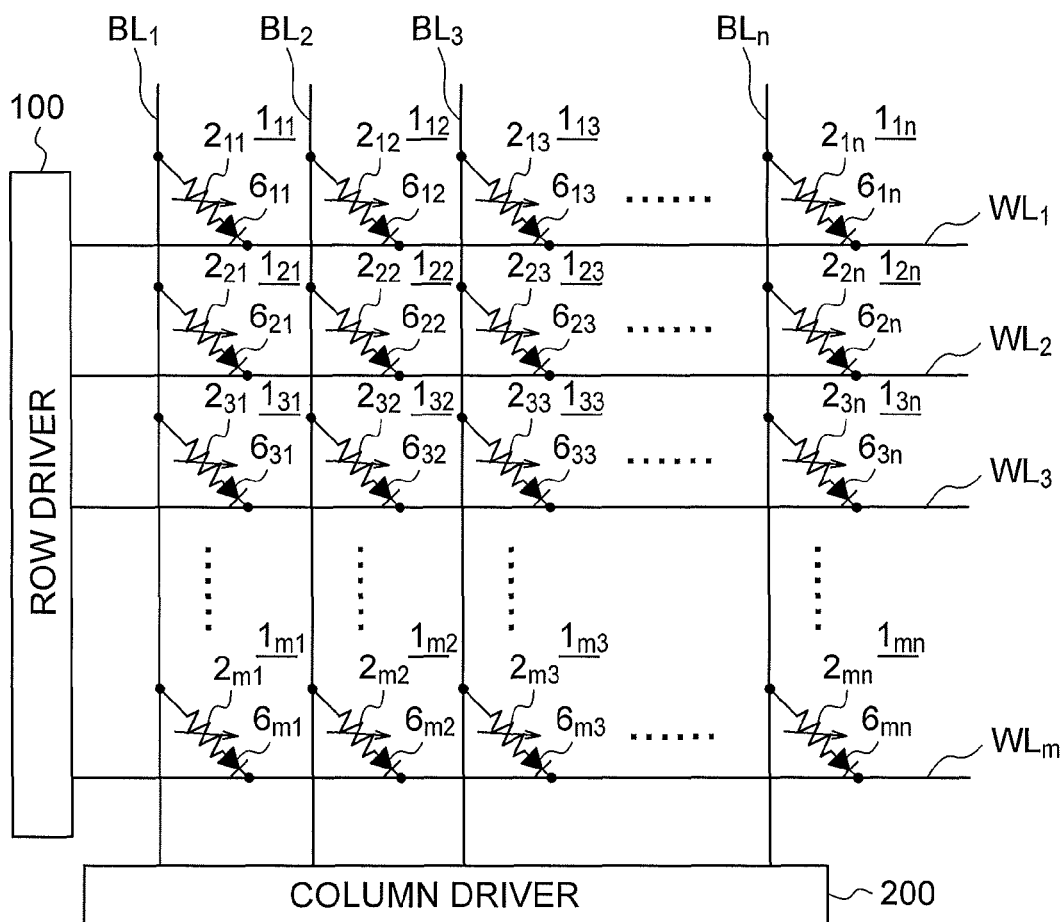 BL₁ BL₂ BL₃ BLₙ
100
2₁₁ 1₁₁ 2₁₂ 1₁₂ 2₁₃ 1₁₃ 2₁ₙ 1₁ₙ
6₁₁ 6₁₂ 6₁₃ ...... 6₁ₙ
WL₁
2₂₁ 1₂₁ 2₂₂ 1₂₂ 2₂₃ 1₂₃ 2₂ₙ 1₂ₙ
6₂₁ 6₂₂ 6₂₃ ...... 6₂ₙ
WL₂
2₃₁ 1₃₁ 2₃₂ 1₃₂ 2₃₃ 1₃₃ 2₃ₙ 1₃ₙ
6₃₁ 6₃₂ 6₃₃ ...... 6₃ₙ
WL₃
ROW DRIVER
1ₘ₁ 1ₘ₂ 1ₘ₃ 1ₘₙ
2ₘ₁ 2ₘ₂ 2ₘ₃ 2ₘₙ
6ₘ₁ 6ₘ₂ 6ₘ₃ ...... 6ₘₙ
WLₘ
COLUMN DRIVER
200